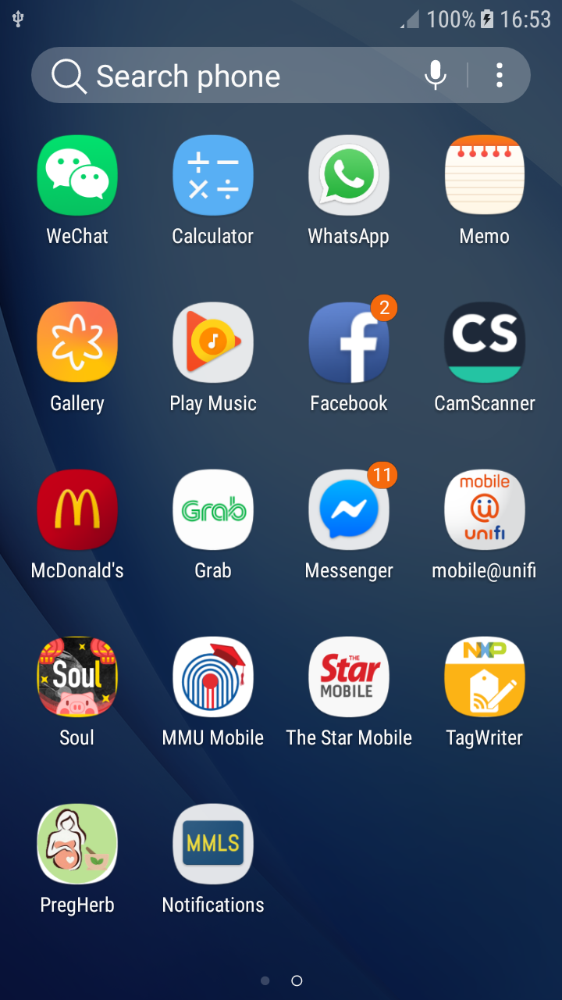 100% 16:53
Search phone
WeChat Calculator WhatsApp Memo
2
CS
Gallery Play Music Facebook CamScanner
11
mobile
Grab
unifi
McDonald's Grab Messenger mobile@unifi
NXP
THE
Soul Star
MOBILE
Soul MMU Mobile The Star Mobile TagWriter
MMLS
PregHerb Notifications